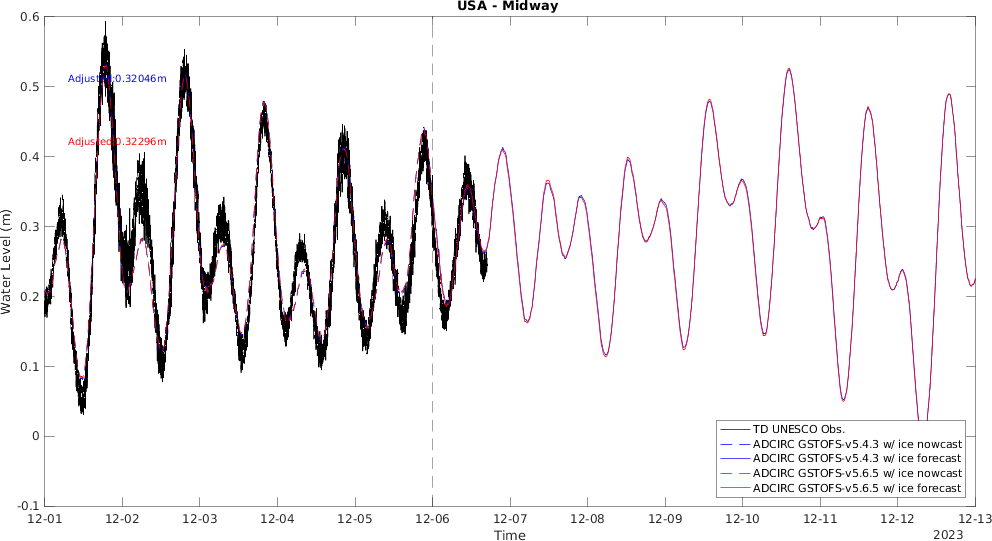 USA - Midway
0.6
0.5
0.4
0.3
0.2
0.1
0
-0.1
Water Level (m)
Adjusted:0.32046m
Adjusted:0.32296m
TD UNESCO Obs.
ADCIRC GSTOFS-v5.4.3 w/ ice nowcast
ADCIRC GSTOFS-v5.4.3 w/ ice forecast
ADCIRC GSTOFS-v5.6.5 w/ ice nowcast
ADCIRC GSTOFS-v5.6.5 w/ ice forecast
12-01 12-02 12-03 12-04 12-05 12-06 12-07 12-08 12-09 12-10 12-11 12-12 12-13
Time
2023